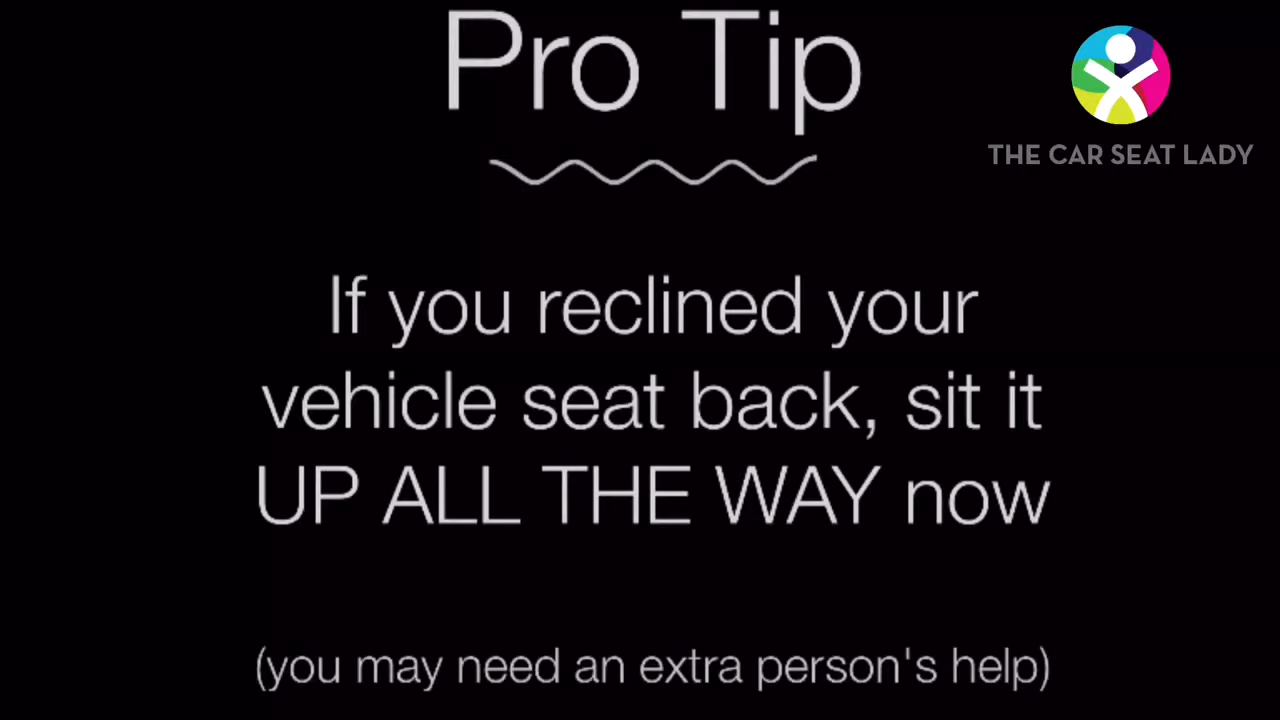 Pro Tip
THE CAR SEAT LADY
If you reclined your
vehicle seat back, sit it
UP ALL THE WAY now
(you may need an extra person's help)